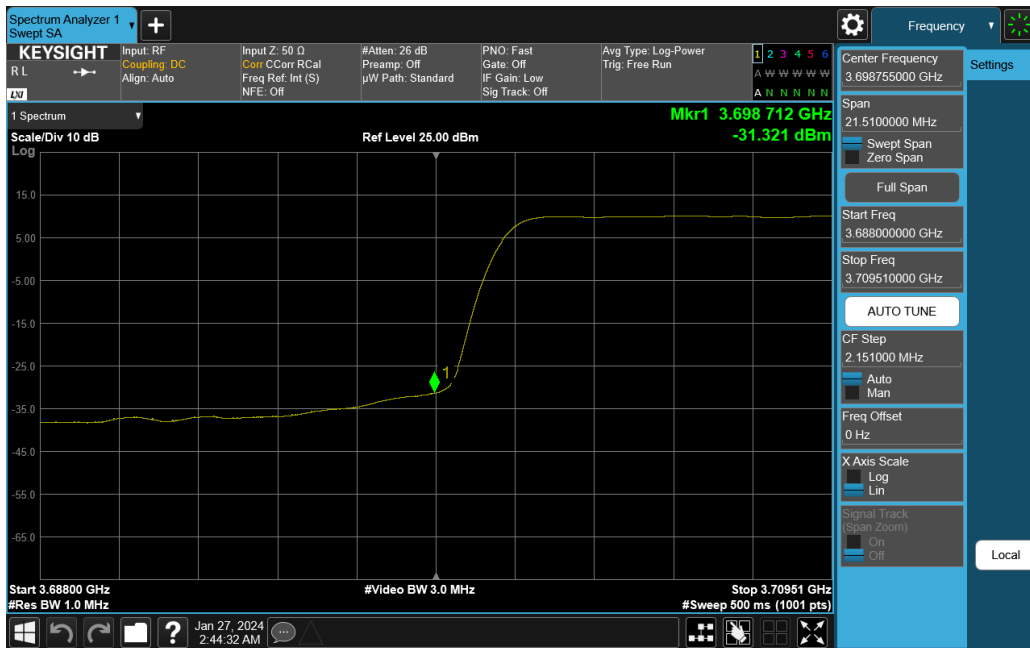 Spectrum Analyzer 1
Swept SA
Frequency
KEYSIGHT
R L
LXI
Input: RF
Coupling: DC
Align: Auto
Input Z: 50 Ω
Corr CCorr RCal
Freq Ref: Int (S)
NFE: Off
#Atten: 26 dB
Preamp: Off
µW Path: Standard
PNO: Fast
Gate: Off
IF Gain: Low
Sig Track: Off
Avg Type: Log-Power
Trig: Free Run
1 2 3 4 5 6
A W W W W W
A N N N N N
1 Spectrum
Scale/Div 10 dB
Ref Level 25.00 dBm
Mkr1 3.698 712 GHz
-31.321 dBm
Log
15.0
5.00
-5.00
-15.0
-25.0
-35.0
-45.0
-55.0
-65.0
1
Start 3.68800 GHz
#Video BW 3.0 MHz
Stop 3.70951 GHz
#Res BW 1.0 MHz
#Sweep 500 ms (1001 pts)
?
Jan 27, 2024
2:44:32 AM
Center Frequency
3.698755000 GHz
Settings
Span
21.5100000 MHz
Swept Span
Zero Span
Full Span
Start Freq
3.688000000 GHz
Stop Freq
3.709510000 GHz
AUTO TUNE
CF Step
2.151000 MHz
Auto
Man
Freq Offset
0 Hz
X Axis Scale
Log
Lin
Signal Track
(Span Zoom)
On
Off
Local